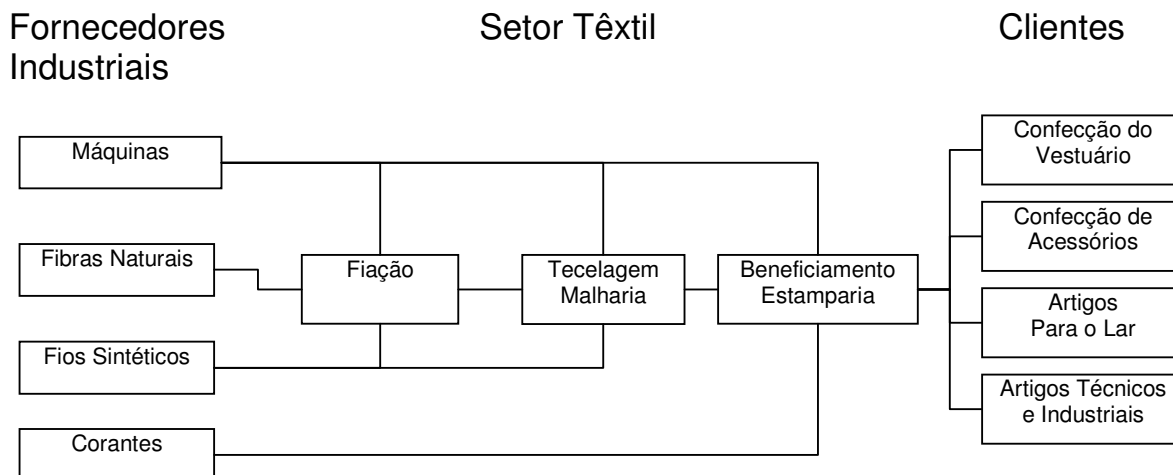 Fornecedores
Industriais
Setor Têxtil
Clientes
Máquinas
Fibras Naturais
Fios Sintéticos
Corantes
Fiação
Tecelagem
Malharia
Beneficiamento
Estamparia
Confecção do
Vestuário
Confecção de
Acessórios
Artigos
Para o Lar
Artigos Técnicos
e Industriais